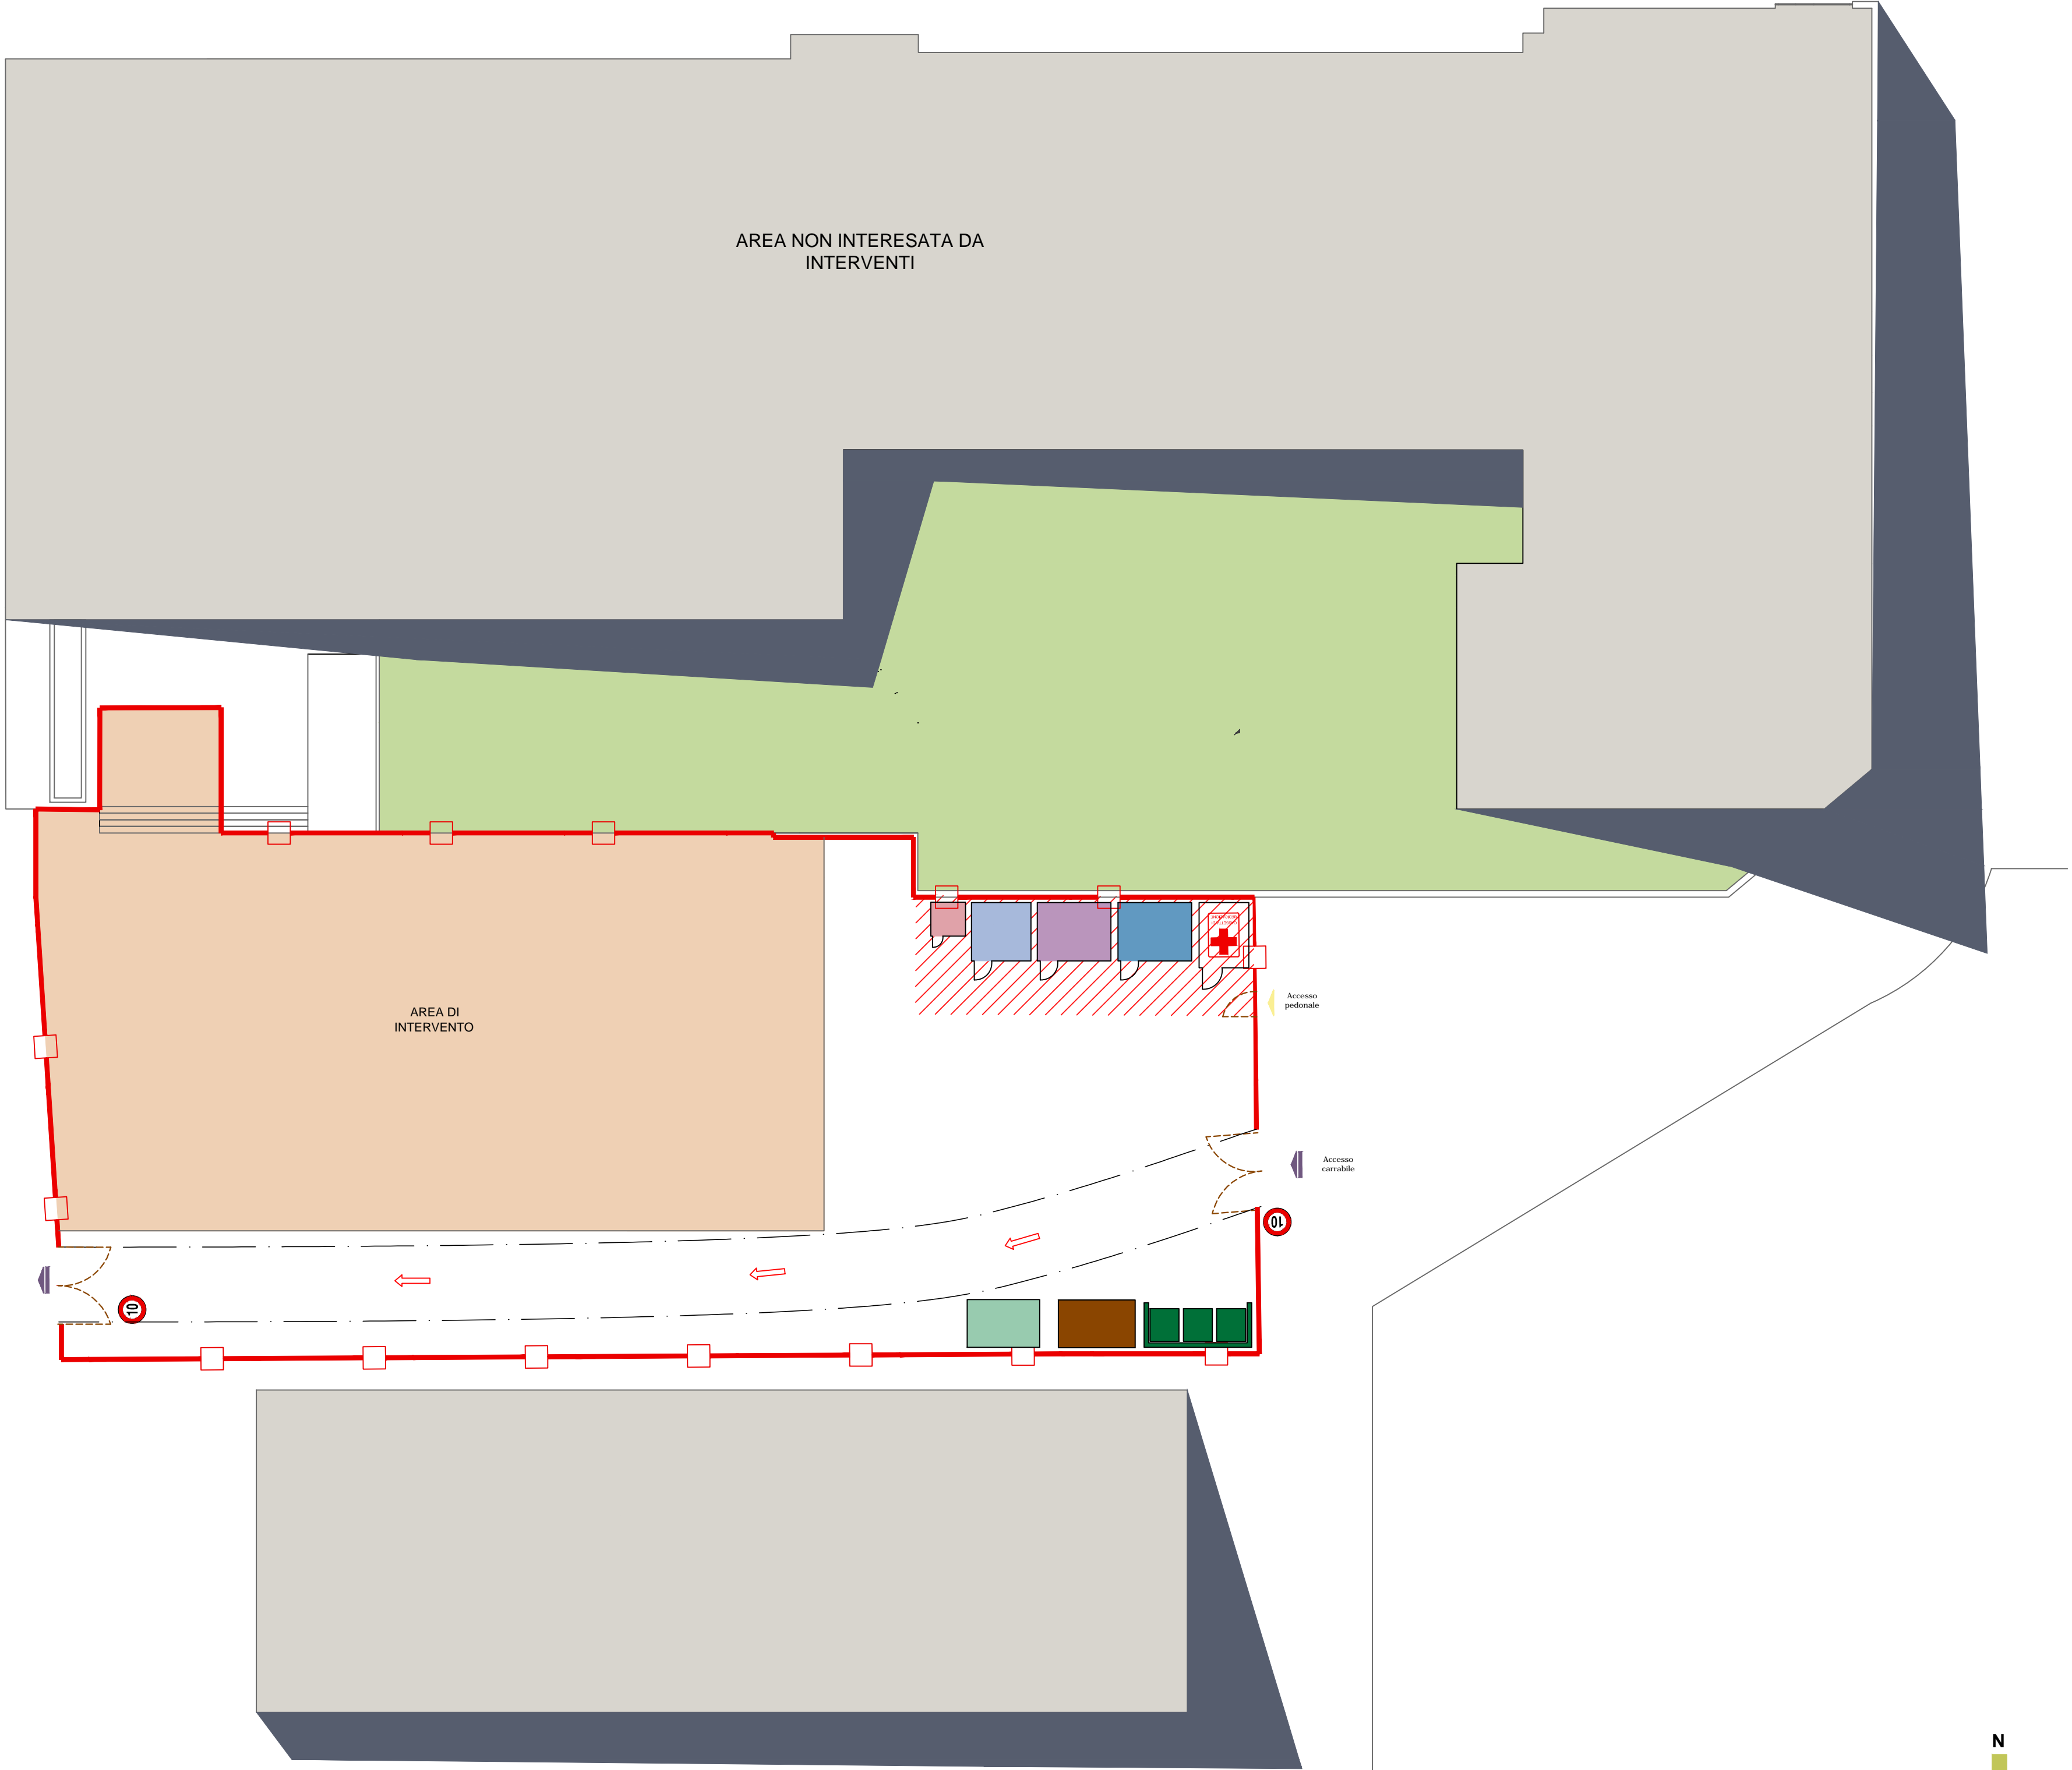 AREA NON INTERESATA DA
INTERVENTI
AREA DI
INTERVENTO
Accesso
pedonale
Accesso
carrabile
10
10
N